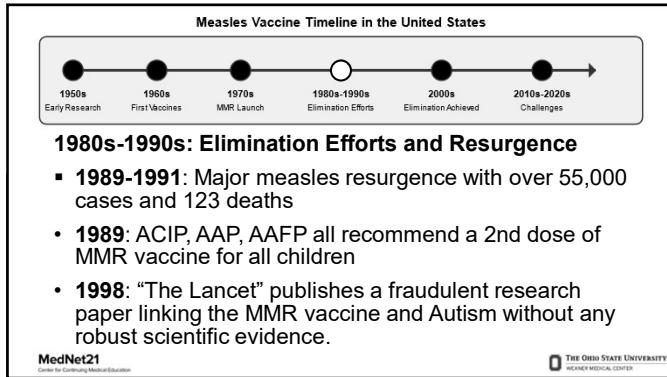 Measles Vaccine Timeline in the United States
1950s 1960s 1970s 1980s-1990s 2000s 2010s-2020s
Early Research First Vaccines MMR Launch Elimination Efforts Elimination Achieved Challenges
1980s-1990s: Elimination Efforts and Resurgence
▪ 1989-1991: Major measles resurgence with over 55,000
cases and 123 deaths
• 1989: ACIP, AAP, AAFP all recommend a 2nd dose of
MMR vaccine for all children
• 1998: “The Lancet” publishes a fraudulent research
paper linking the MMR vaccine and Autism without any
robust scientific evidence.
MedNet21
Center for Continuing Medical Education
THE OHIO STATE UNIVERSITY
WEXNER MEDICAL CENTER